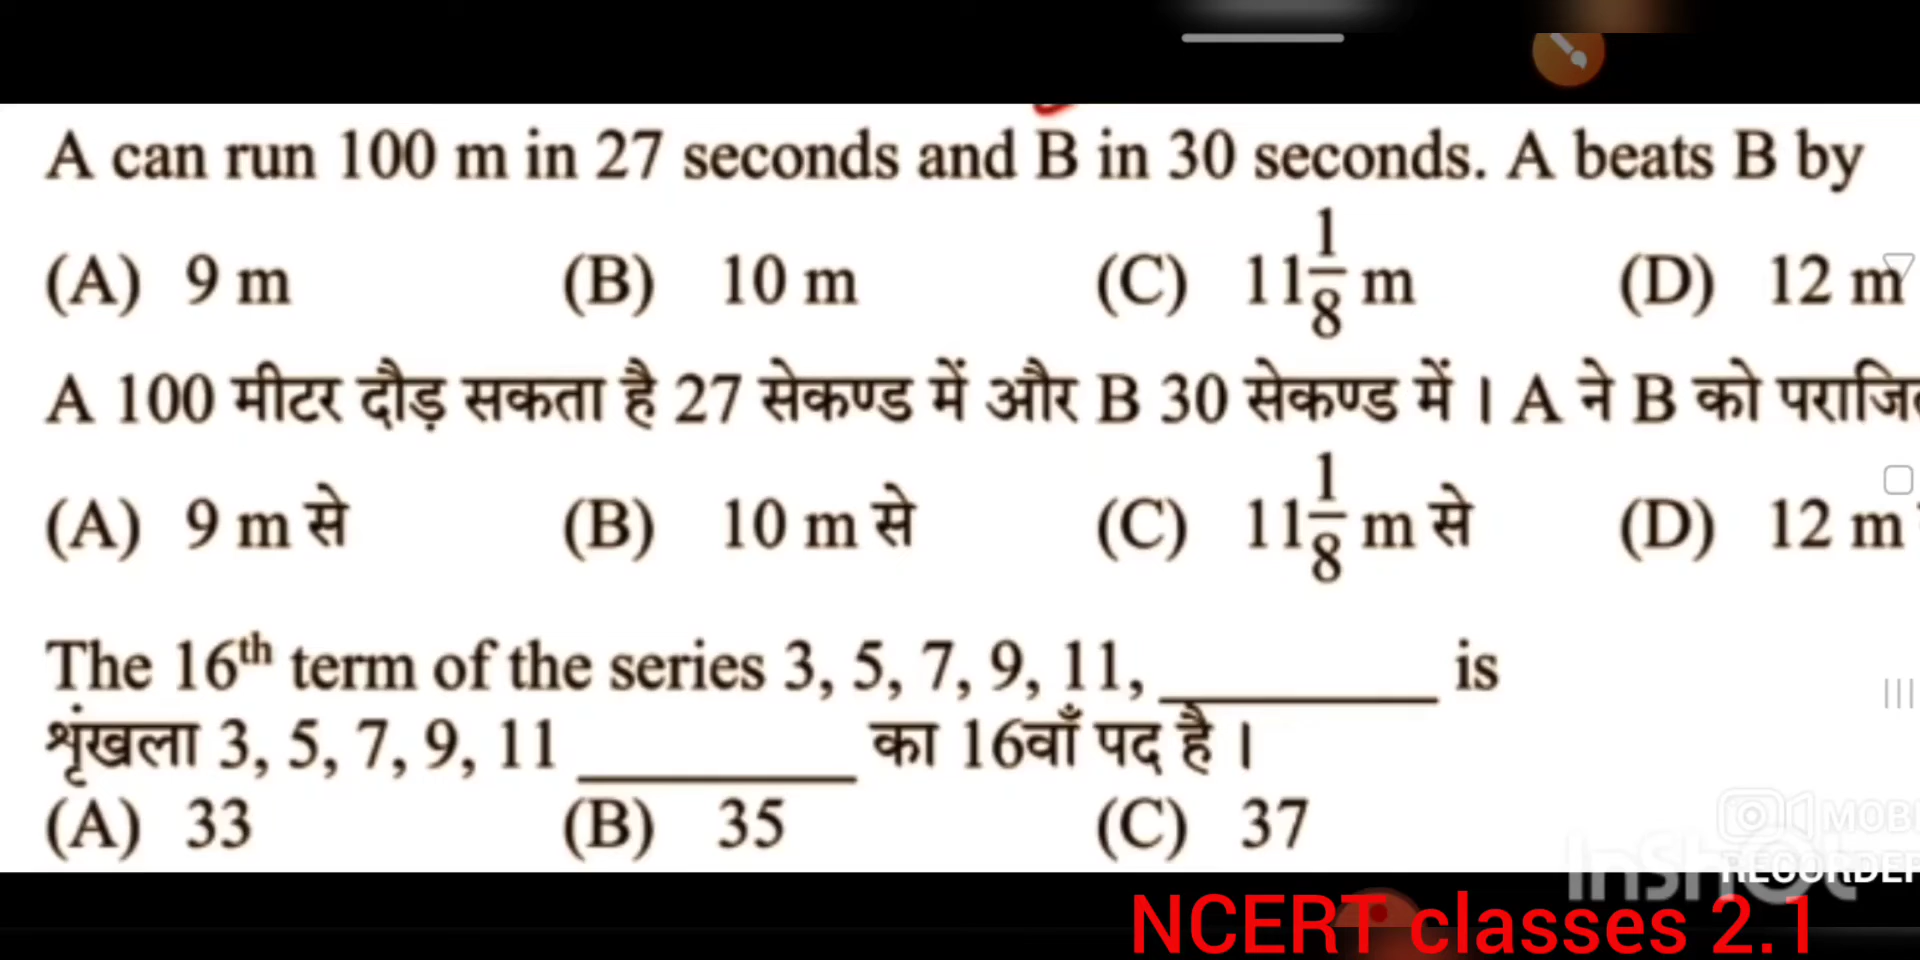 A can run 100 m in 27 seconds and B in 30 seconds. A beats B by
(A) 9 m (B) 10 m (C) 11 1/8 m (D) 12 m
A 100 मीटर दौड़ सकता है 27 सेकण्ड में और B 30 सेकण्ड में । A ने B को
(A) 9 m से (B) 10 m से (C) 11 1/8 m से (D) 12 m
The 16th term of the series 3, 5, 7, 9, 11, ________ is
शृंखला 3, 5, 7, 9, 11 ________ का 16वाँ पद है ।
(A) 33 (B) 35 (C) 37
InShot
RECORDER
NCERT classes 2.1